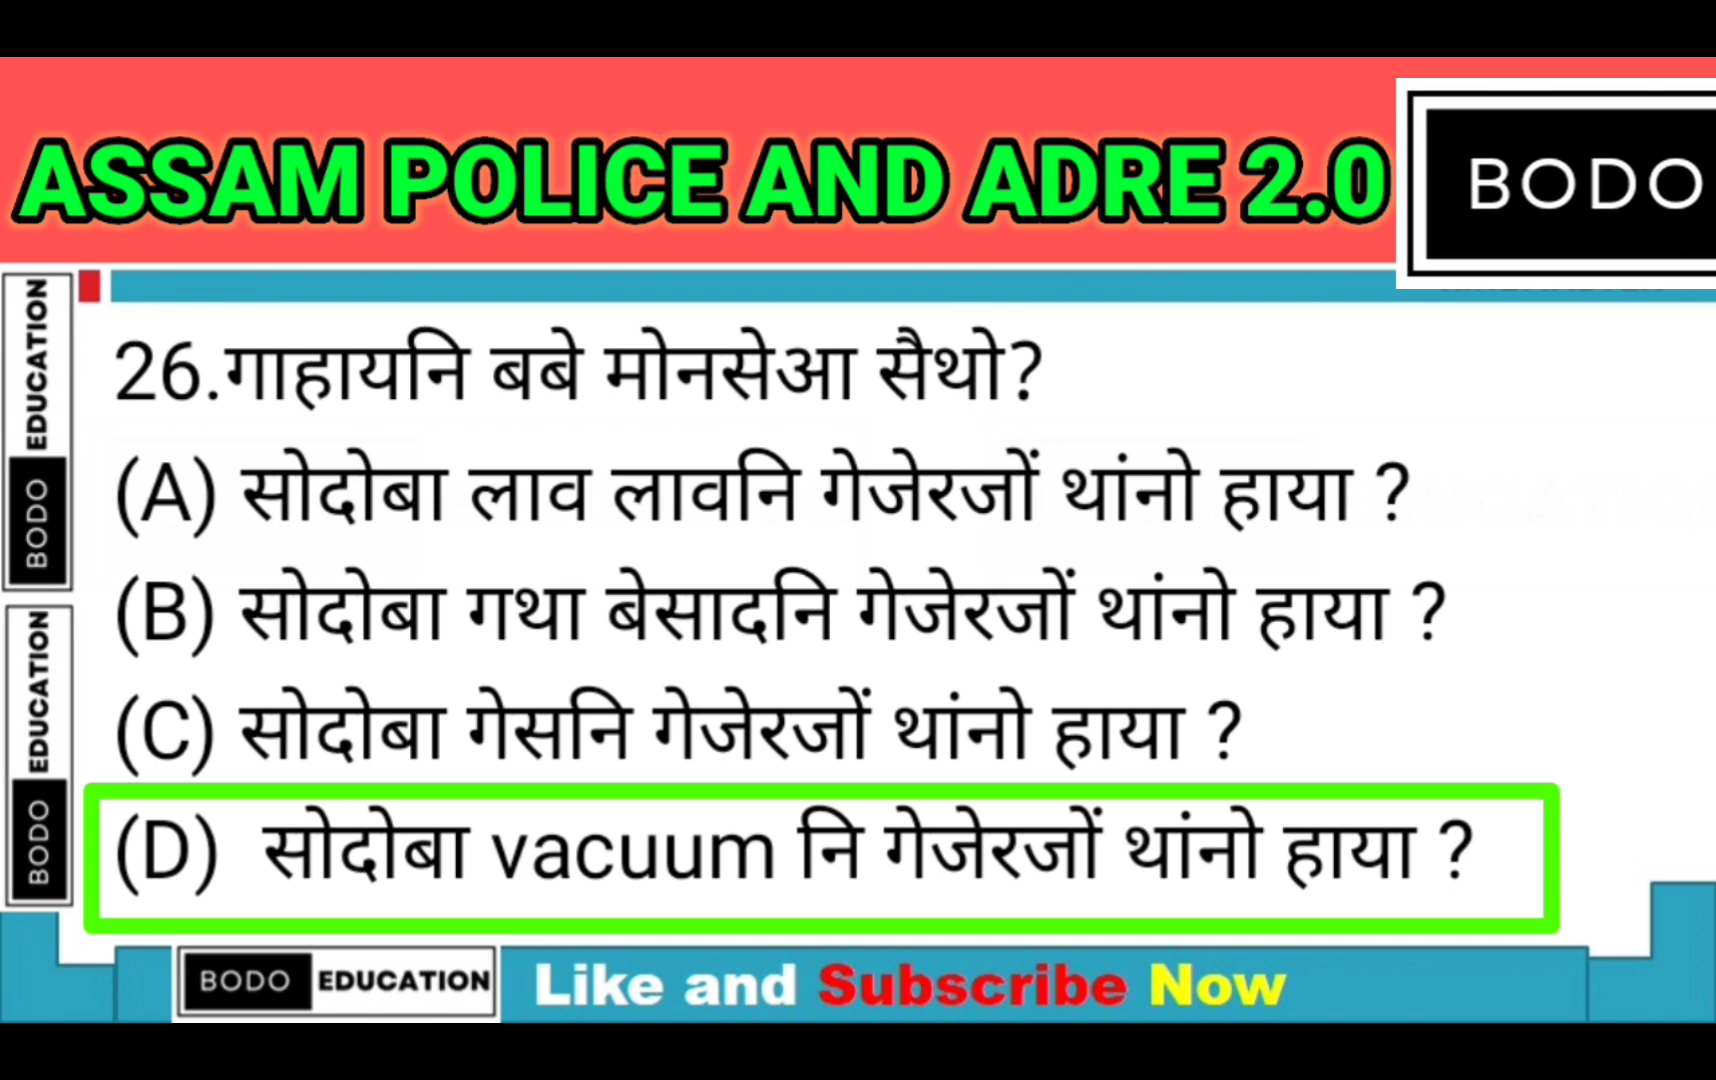 ASSAM POLICE AND ADRE 2.0
BODO
BODO EDUCATION
BODO EDUCATION
26.गाहायनि बबे मोनसेआ सैथो?
(A) सोदोबा लाव लावनि गेजेरजों थांनो हाया ?
(B) सोदोबा गथा बेसादनि गेजेरजों थांनो हाया ?
(C) सोदोबा गेसनि गेजेरजों थांनो हाया ?
(D) सोदोबा vacuum नि गेजेरजों थांनो हाया ?
BODO EDUCATION Like and Subscribe Now